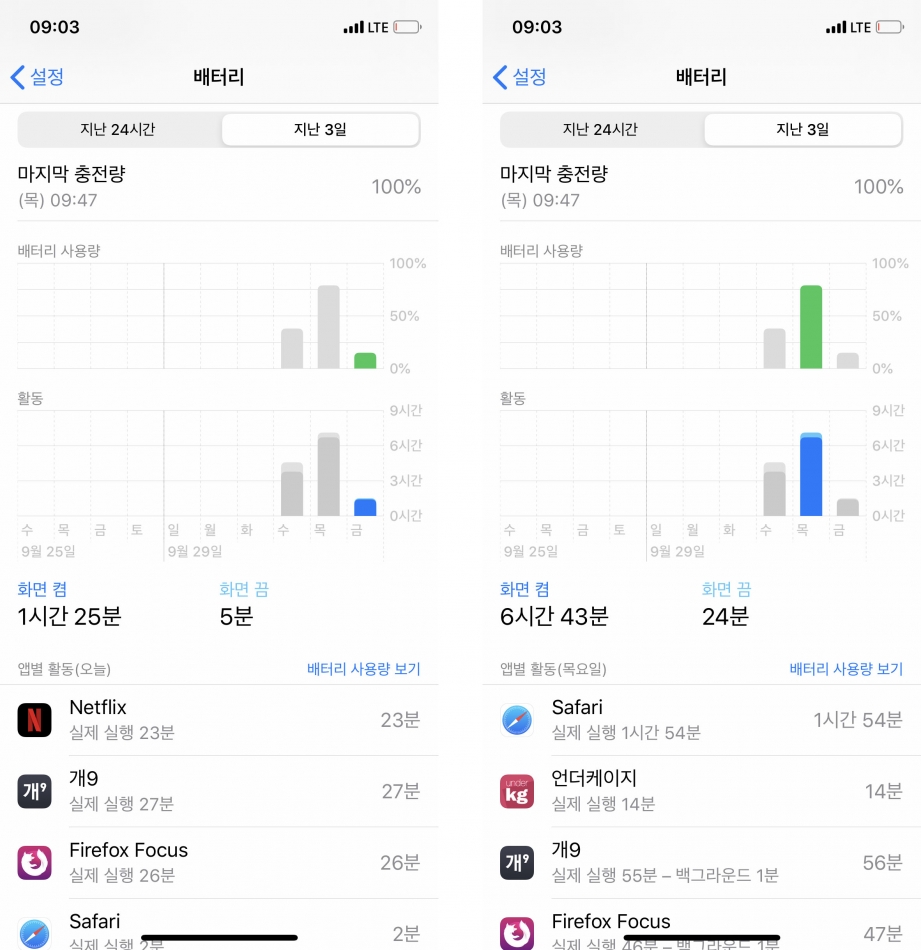 09:03
LTE
설정
배터리
지난 24시간
지난 3일
마지막 충전량
(목) 09:47
100%
배터리 사용량
100%
50%
0%
활동
9시간
6시간
3시간
0시간
수 목 금 토 일 월 화 수 목 금
9월 25일 9월 29일
화면 켬 화면 끔
1시간 25분 5분
앱별 활동(오늘) 배터리 사용량 보기
N
Netflix
실제 실행 23분
23분
개9
개9
실제 실행 27분
27분
Firefox Focus
실제 실행 26분
26분
Safari
실제 실행 2분
2분
09:03
LTE
설정
배터리
지난 24시간
지난 3일
마지막 충전량
(목) 09:47
100%
배터리 사용량
100%
50%
0%
활동
9시간
6시간
3시간
0시간
수 목 금 토 일 월 화 수 목 금
9월 25일 9월 29일
화면 켬 화면 끔
6시간 43분 24분
앱별 활동(목요일) 배터리 사용량 보기
Safari
실제 실행 1시간 54분
1시간 54분
under
kg
언더케이지
실제 실행 14분
14분
개9
개9
실제 실행 55분 – 백그라운드 1분
56분
Firefox Focus
실제 실행 46분 – 백그라운드 1분
47분